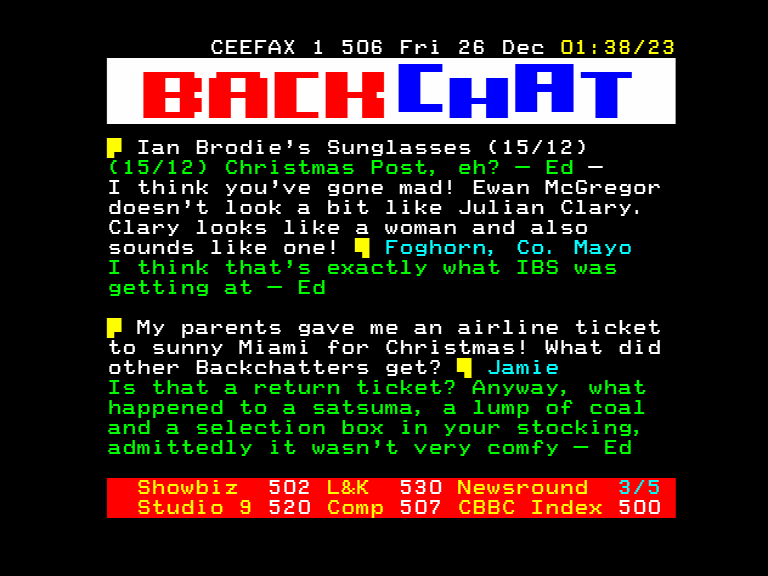 CEEFAX 1 506 Fri 26 Dec 01:38/23
BACKCHAT
Ian Brodie's Sunglasses (15/12)
(15/12) Christmas Post, eh? – Ed –
I think you've gone mad! Ewan McGregor
doesn't look a bit like Julian Clary.
Clary looks like a woman and also
sounds like one! Foghorn, Co. Mayo
I think that's exactly what IBS was
getting at – Ed
My parents gave me an airline ticket
to sunny Miami for Christmas! What did
other Backchatters get? Jamie
Is that a return ticket? Anyway, what
happened to a satsuma, a lump of coal
and a selection box in your stocking,
admittedly it wasn't very comfy – Ed
Showbiz 502 L&K 530 Newsround 3/5
Studio 9 520 Comp 507 CBBC Index 500